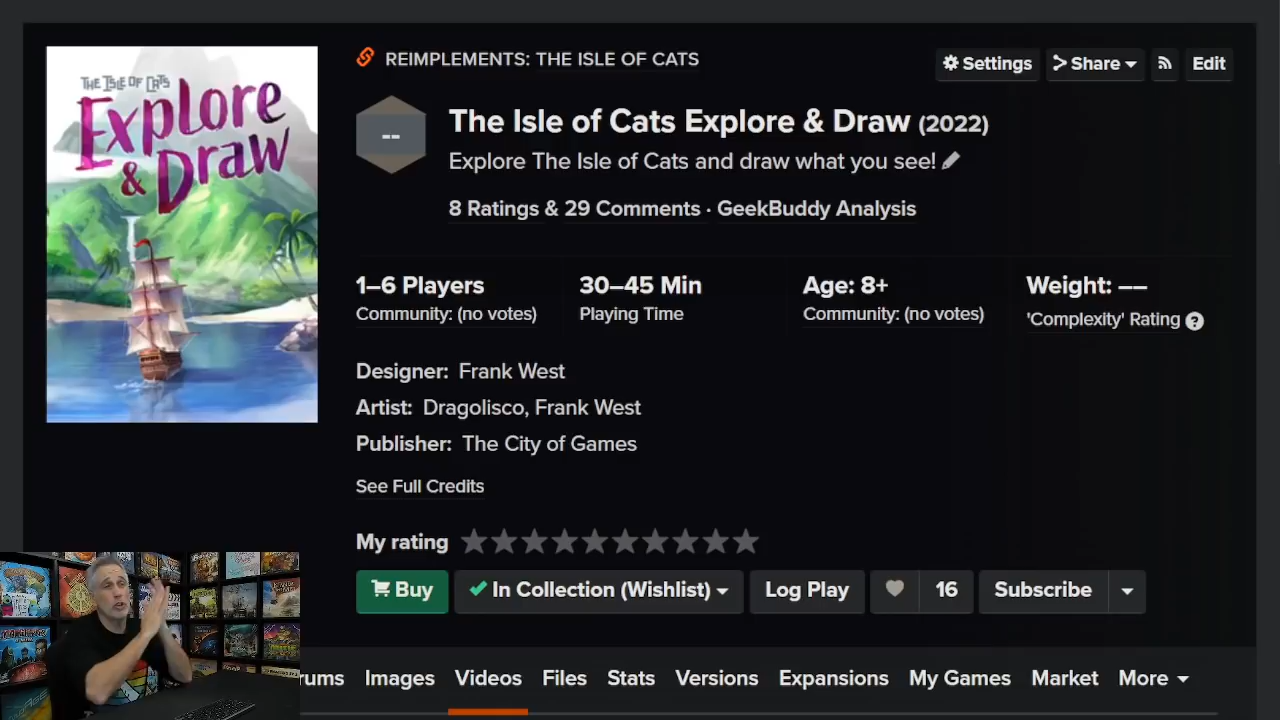 THE ISLE OF CATS
Explore
& Draw
REIMPLEMENTS: THE ISLE OF CATS
Settings
Share
Edit
--
The Isle of Cats Explore & Draw (2022)
Explore The Isle of Cats and draw what you see!
8 Ratings & 29 Comments · GeekBuddy Analysis
1–6 Players
Community: (no votes)
30–45 Min
Playing Time
Age: 8+
Community: (no votes)
Weight: ––
'Complexity' Rating ?
Designer: Frank West
Artist: Dragolisco, Frank West
Publisher: The City of Games
See Full Credits
My rating
Buy
In Collection (Wishlist)
Log Play
16
Subscribe
rums
Images
Videos
Files
Stats
Versions
Expansions
My Games
Market
More